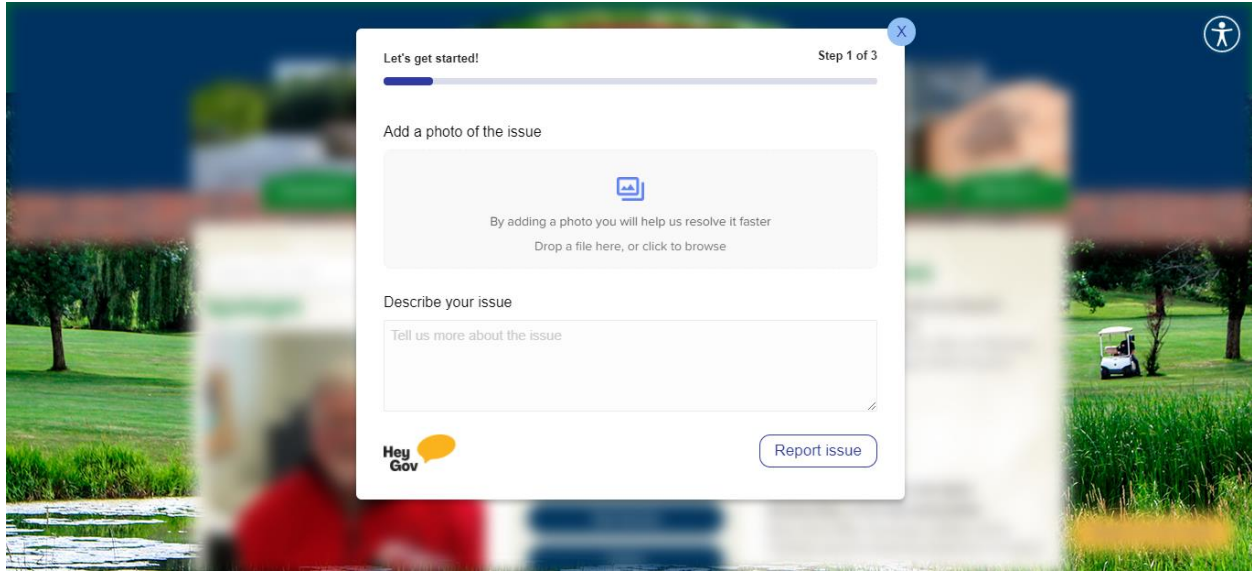 X
Let's get started!
Step 1 of 3
Add a photo of the issue
By adding a photo you will help us resolve it faster
Drop a file here, or click to browse
Describe your issue
Tell us more about the issue
Hey
Gov
Report issue